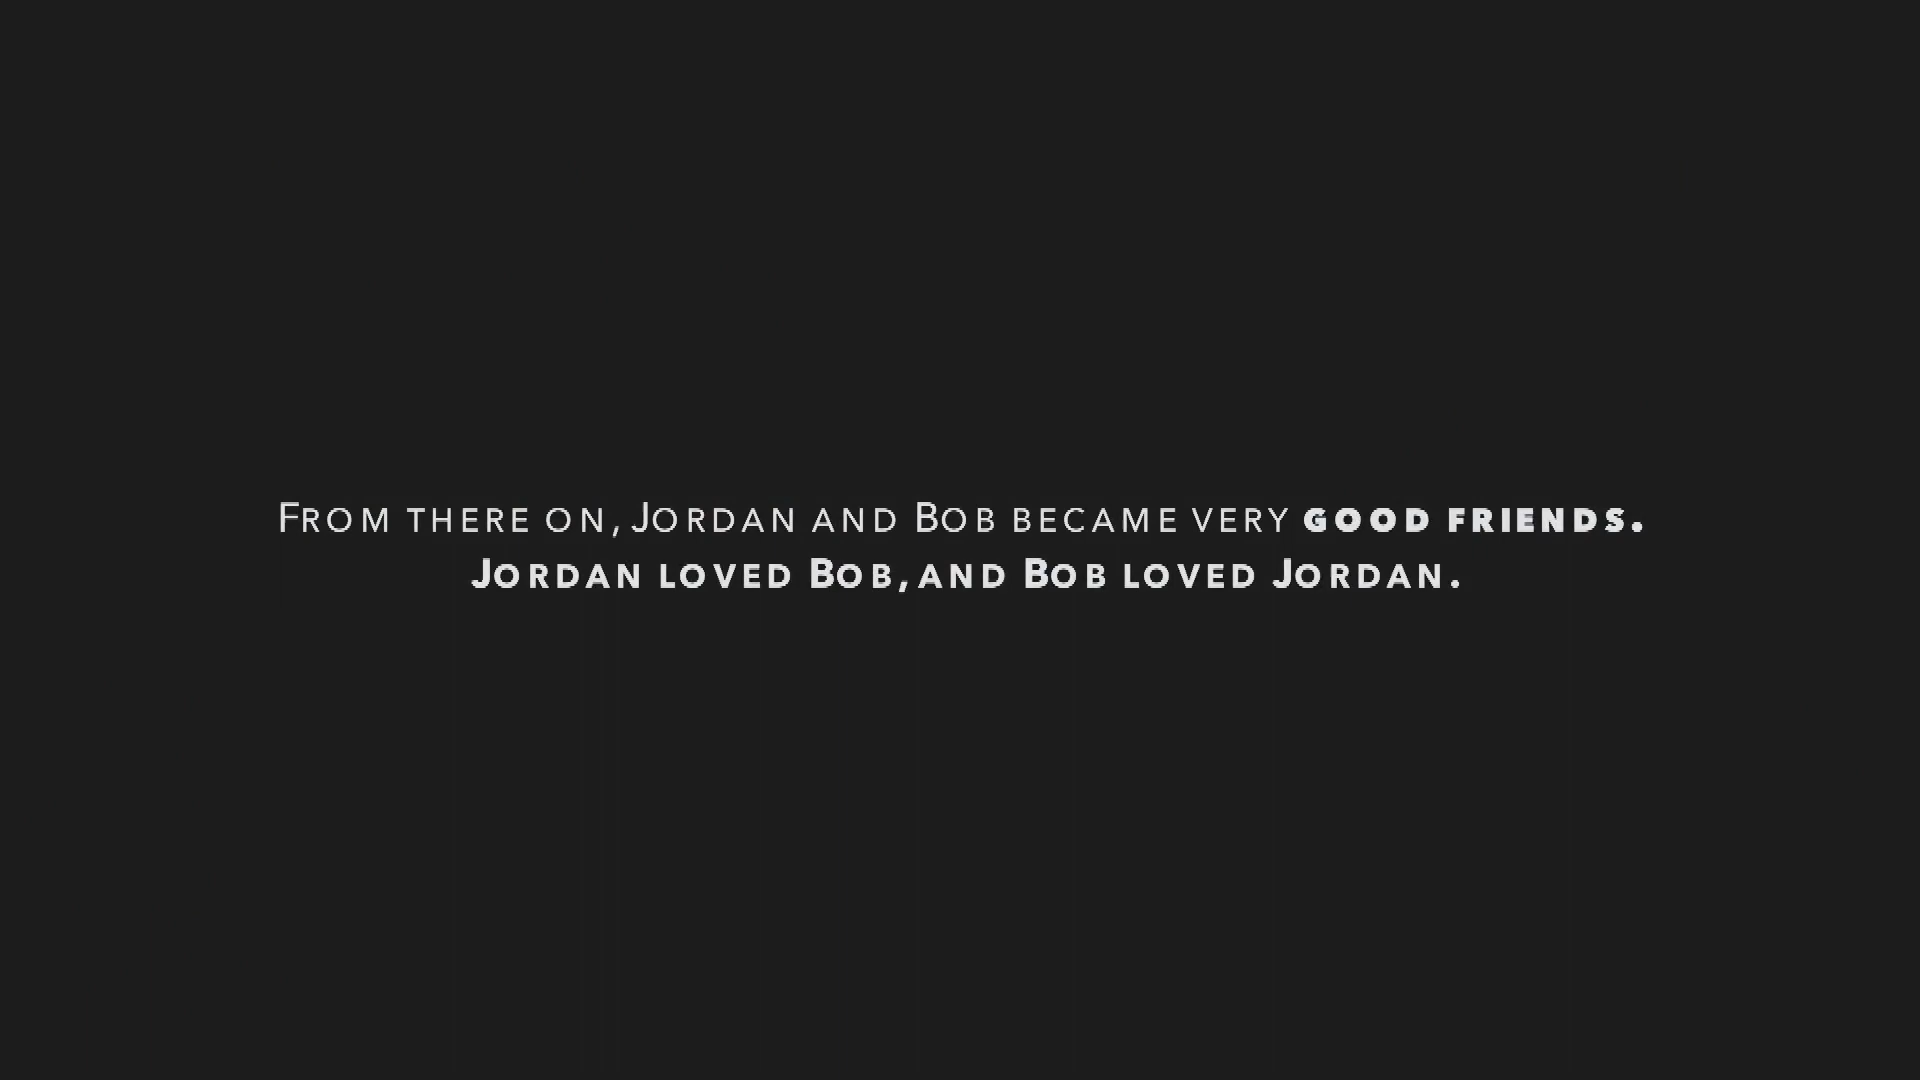 From there on, Jordan and Bob became very good friends.
Jordan loved Bob, and Bob loved Jordan.